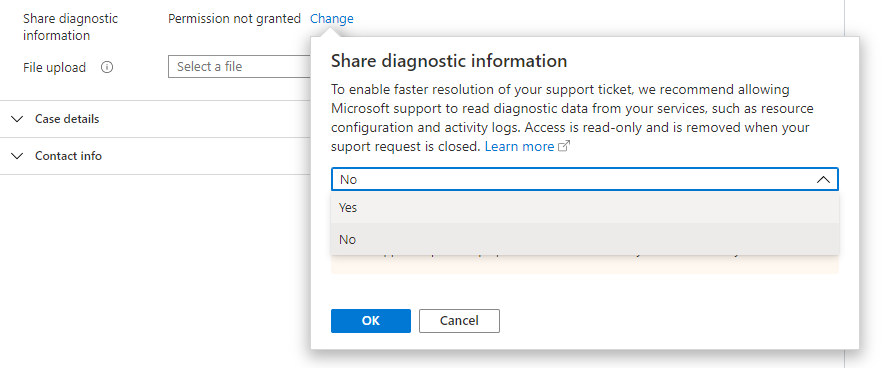 Share diagnostic
information
Permission not granted Change
File upload
Select a file
Case details
Contact info
Share diagnostic information
To enable faster resolution of your support ticket, we recommend allowing
Microsoft support to read diagnostic data from your services, such as resource
configuration and activity logs. Access is read-only and is removed when your
suport request is closed. Learn more
No
Yes
No
OK
Cancel